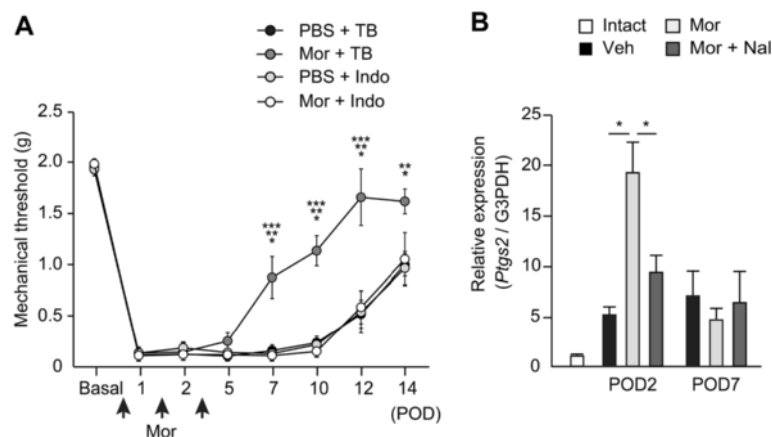 A
PBS + TB
Mor + TB
PBS + Indo
Mor + Indo
Mechanical threshold (g)
2.5
2.0
1.5
1.0
0.5
0
***
**
*
***
**
*
***
**
*
**
*
Basal 1 2 5 7 10 12 14
(POD)
Mor
B
Intact Mor
Veh Mor + Nal
Relative expression
(Ptgs2 / G3PDH)
25
20
15
10
5
0
* *
POD2 POD7